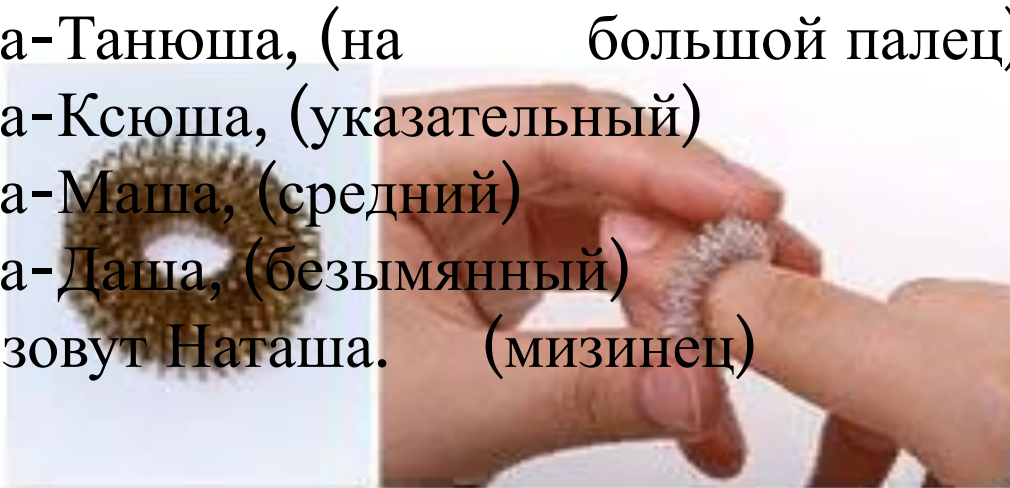 а-Танюша, (на большой палец)
а-Ксюша, (указательный)
а-Маша, (средний)
а-Даша, (безымянный)
зовут Наташа. (мизинец)